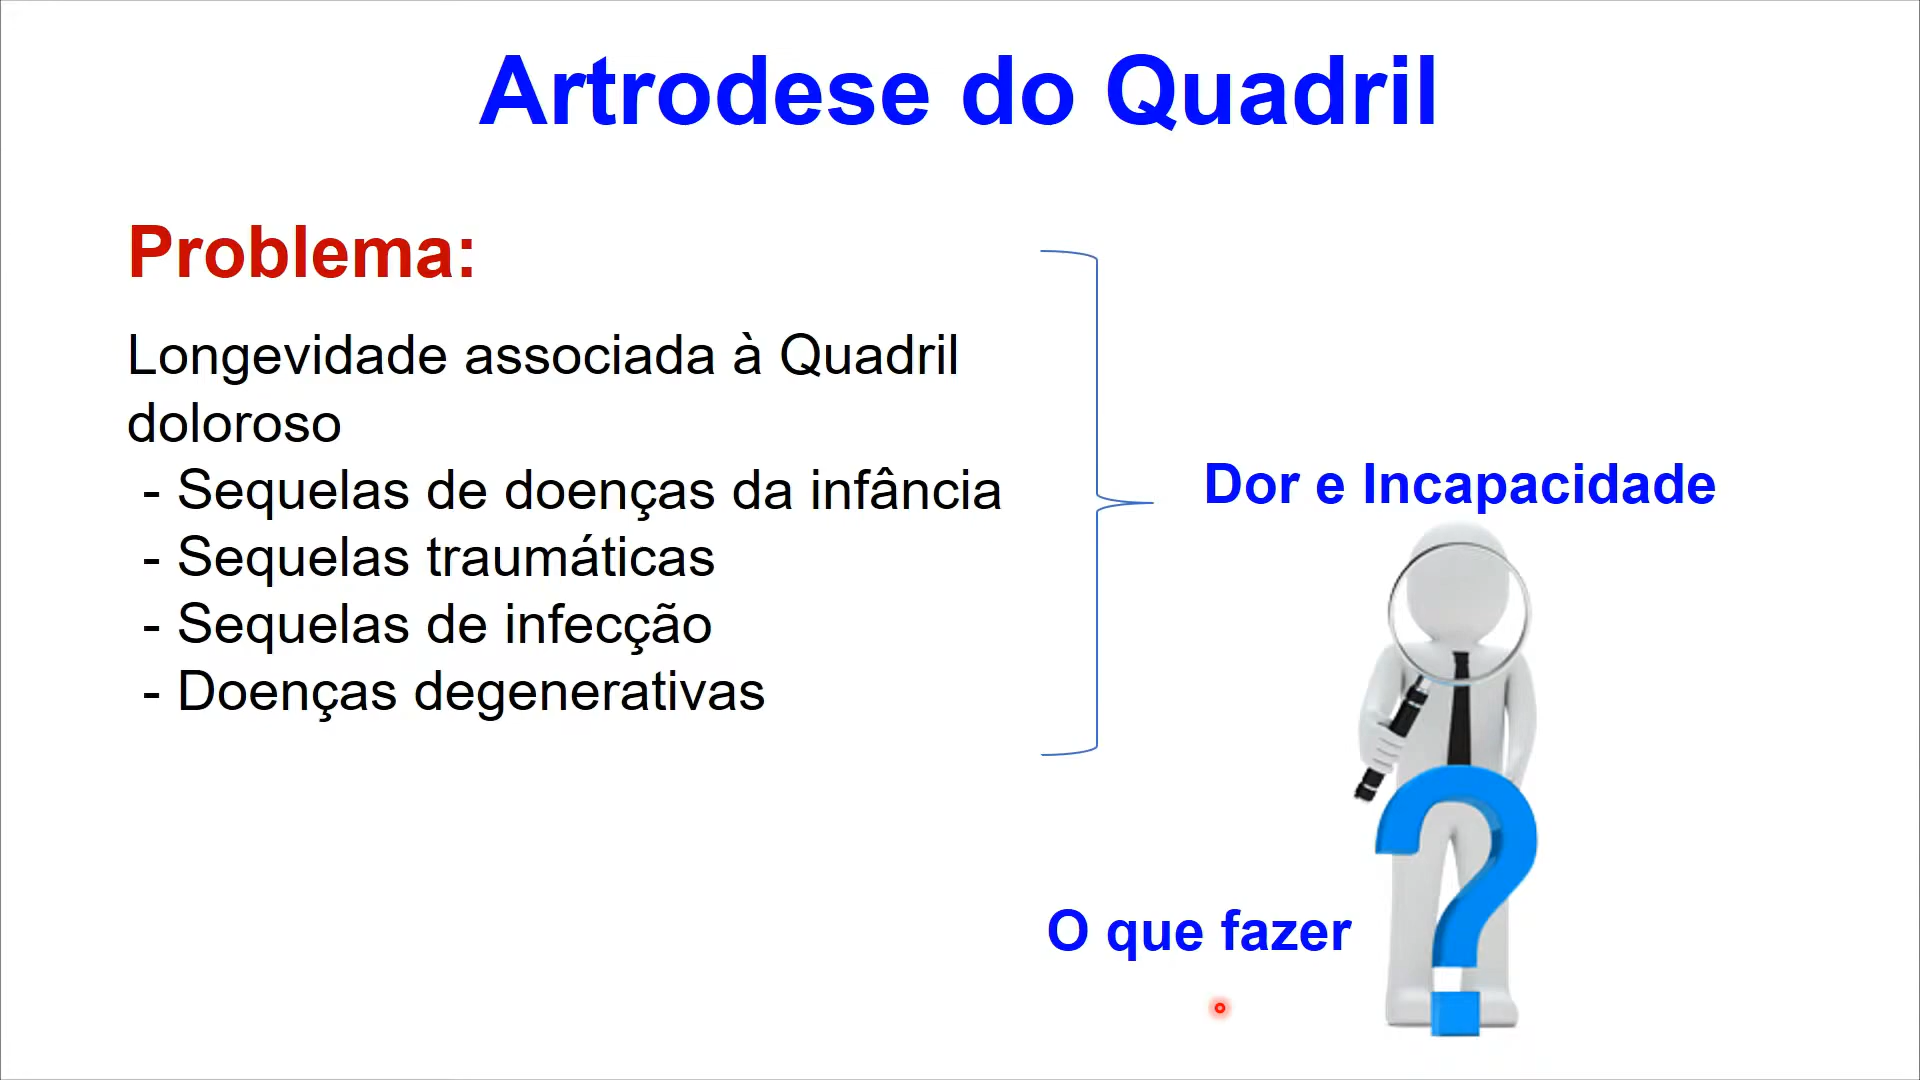 Artrodese do Quadril
Problema:
Longevidade associada à Quadril
doloroso
- Sequelas de doenças da infância
- Sequelas traumáticas
- Sequelas de infecção
- Doenças degenerativas
Dor e Incapacidade
O que fazer ?